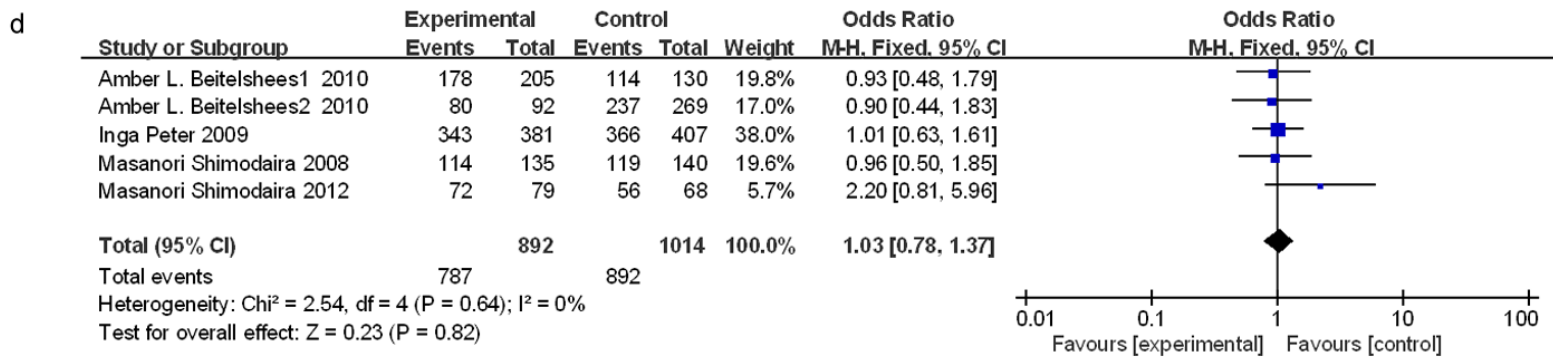 d
Experimental Control Odds Ratio Odds Ratio
Study or Subgroup Events Total Events Total Weight M-H, Fixed, 95% CI M-H, Fixed, 95% CI
Amber L. Beitelshees1 2010 178 205 114 130 19.8% 0.93 [0.48, 1.79]
Amber L. Beitelshees2 2010 80 92 237 269 17.0% 0.90 [0.44, 1.83]
Inga Peter 2009 343 381 366 407 38.0% 1.01 [0.63, 1.61]
Masanori Shimodaira 2008 114 135 119 140 19.6% 0.96 [0.50, 1.85]
Masanori Shimodaira 2012 72 79 56 68 5.7% 2.20 [0.81, 5.96]
Total (95% CI) 892 1014 100.0% 1.03 [0.78, 1.37]
Total events 787 892
Heterogeneity: Chi² = 2.54, df = 4 (P = 0.64); I² = 0%
Test for overall effect: Z = 0.23 (P = 0.82)
0.01 0.1 1 10 100
Favours [experimental] Favours [control]